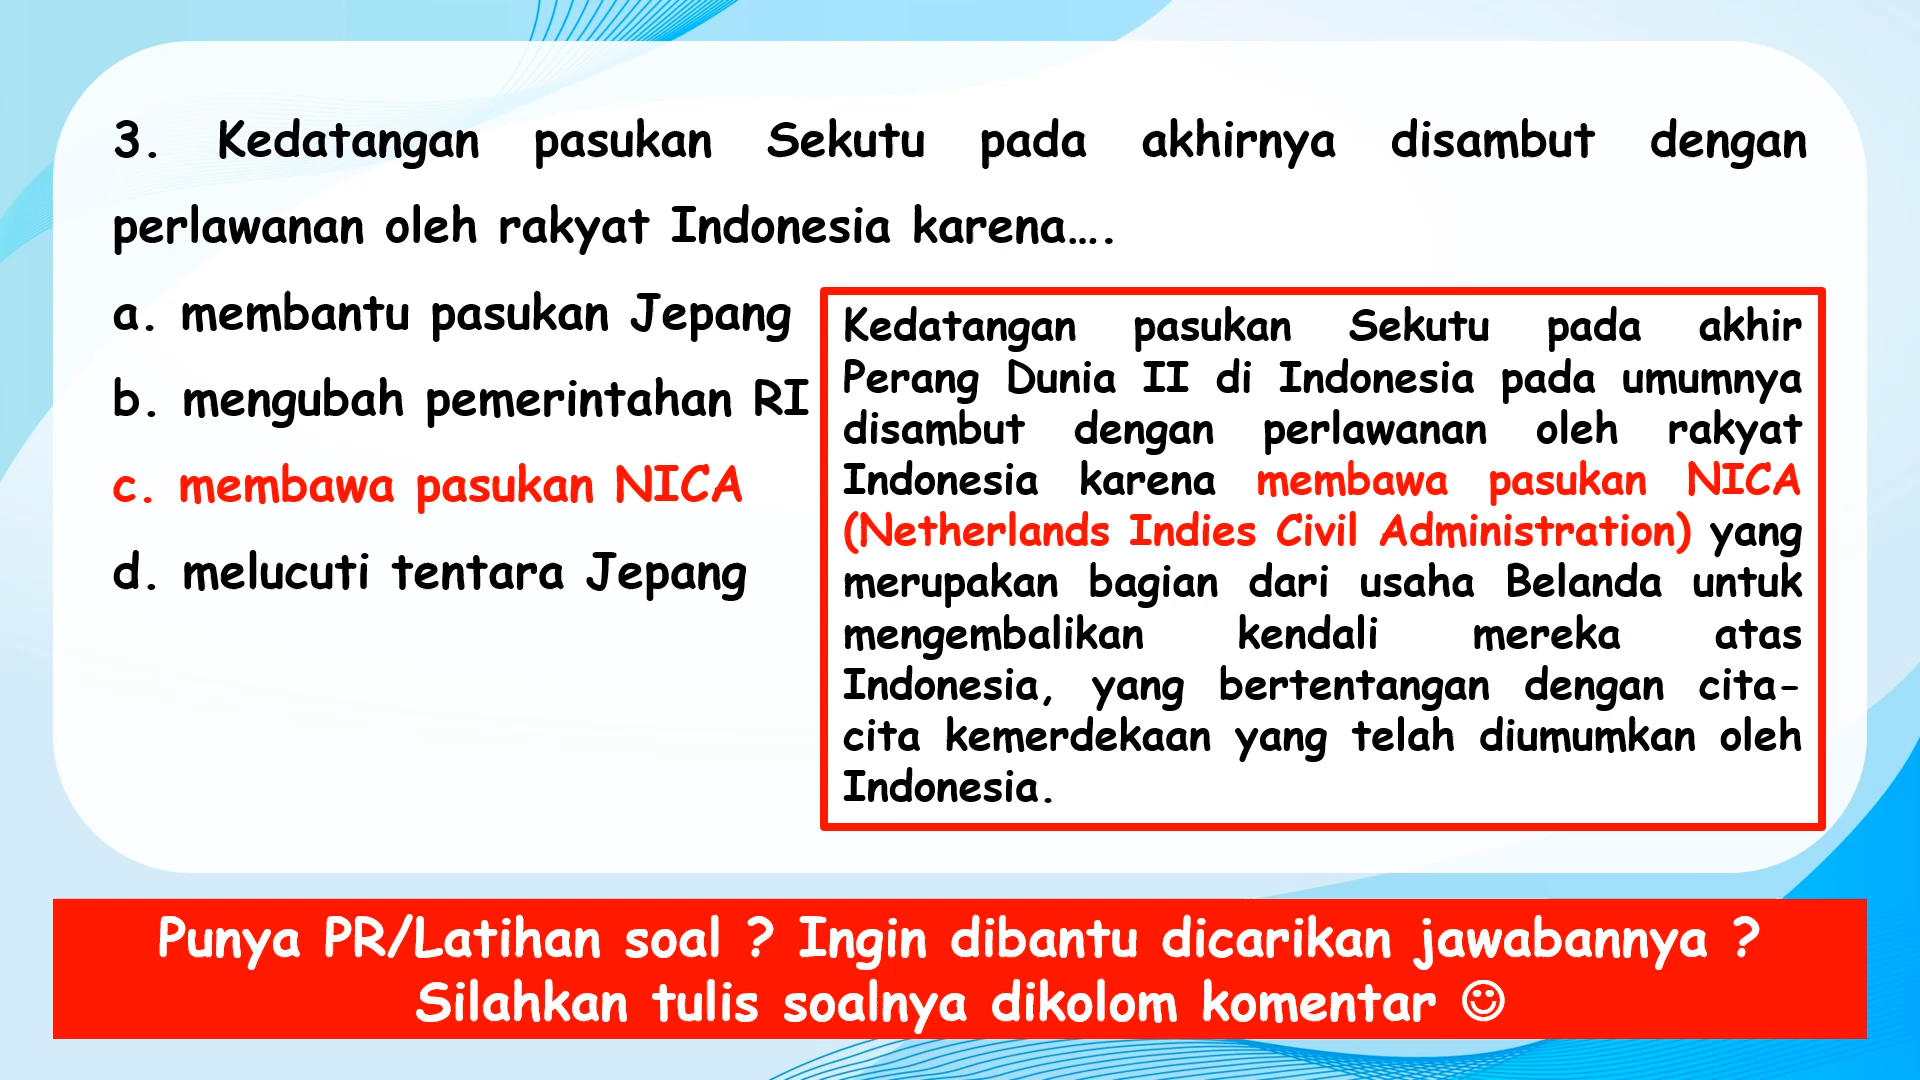 3. Kedatangan pasukan Sekutu pada akhirnya disambut dengan
perlawanan oleh rakyat Indonesia karena....
a. membantu pasukan Jepang
b. mengubah pemerintahan RI
c. membawa pasukan NICA
d. melucuti tentara Jepang
Kedatangan pasukan Sekutu pada akhir
Perang Dunia II di Indonesia pada umumnya
disambut dengan perlawanan oleh rakyat
Indonesia karena membawa pasukan NICA
(Netherlands Indies Civil Administration) yang
merupakan bagian dari usaha Belanda untuk
mengembalikan kendali mereka atas
Indonesia, yang bertentangan dengan cita-
cita kemerdekaan yang telah diumumkan oleh
Indonesia.
Punya PR/Latihan soal ? Ingin dibantu dicarikan jawabannya ?
Silahkan tulis soalnya dikolom komentar ☺